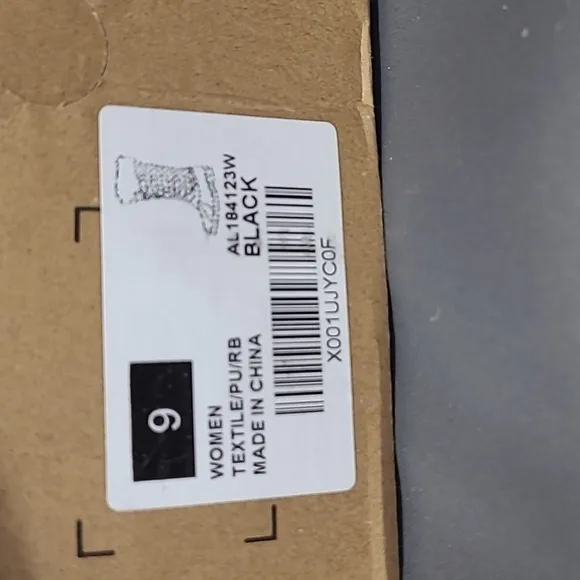 9
WOMEN
TEXTILE/PU/RB
MADE IN CHINA
AL184123W
BLACK
X001UJYC0F